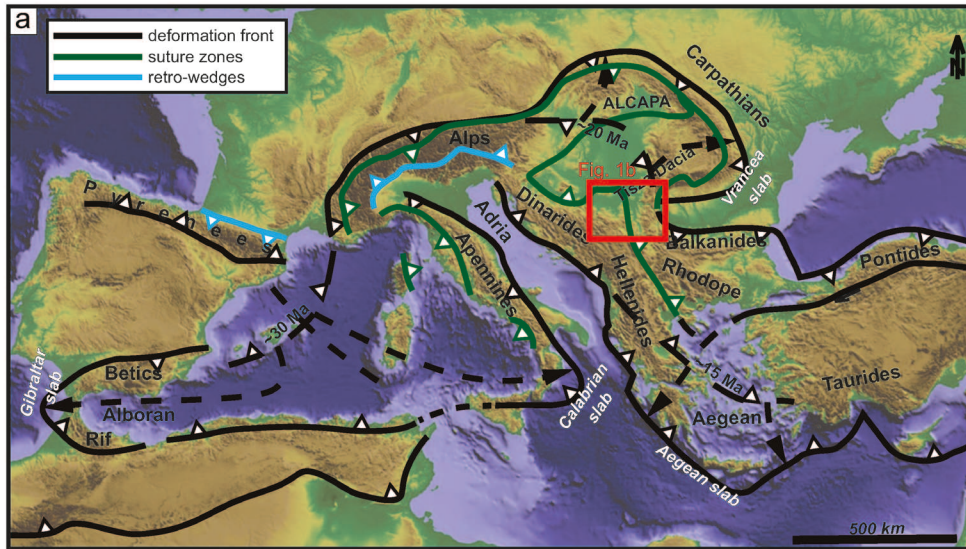 a
deformation front
suture zones
retro-wedges
N
Carpathians
ALCAPA
~20 Ma
Alps
Tisza-Dacia
Fig. 1b
Vrancea slab
Pyrenees
Adria
Dinarides
Balkanides
Pontides
Apennines
Rhodope
Hellenides
~30 Ma
~15 Ma
Gibraltar slab
Betics
Calabrian slab
Taurides
Alboran
Aegean
Rif
Aegean slab
500 km